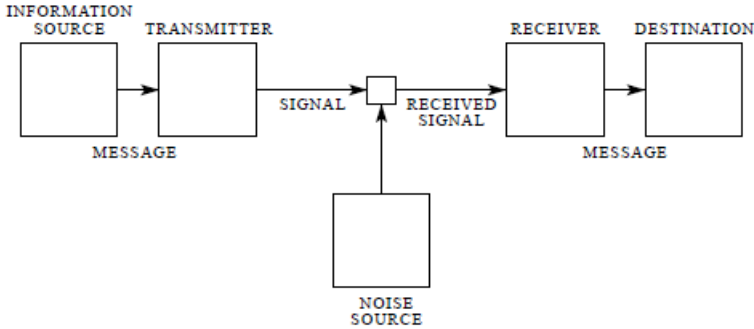 INFORMATION
SOURCE
TRANSMITTER
RECEIVER
DESTINATION
SIGNAL
RECEIVED
SIGNAL
MESSAGE
MESSAGE
NOISE
SOURCE